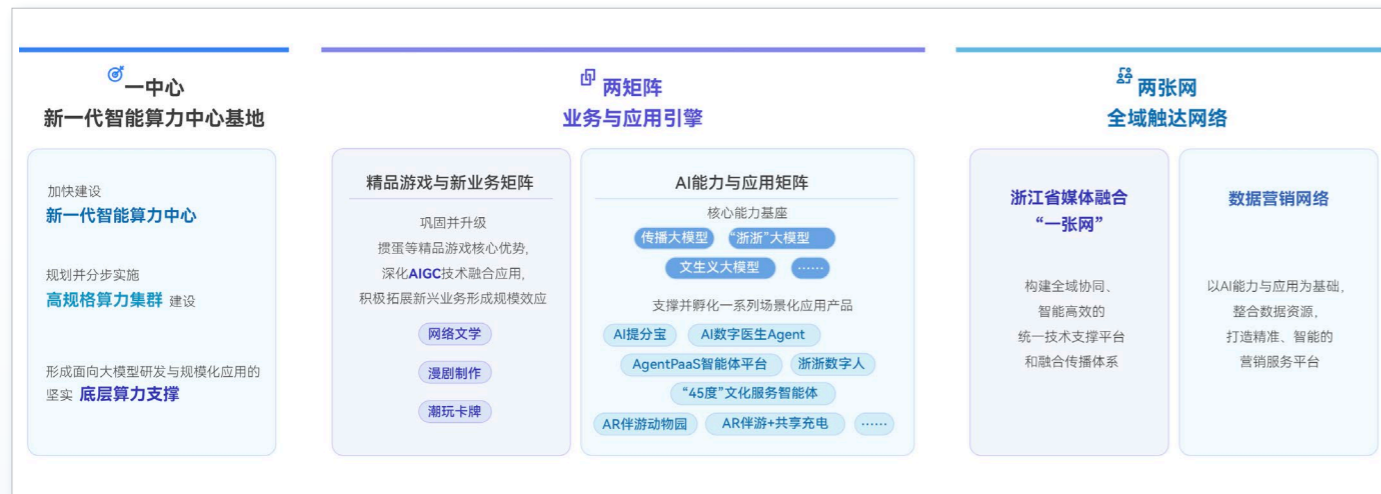 一中心
新一代智能算力中心基地
加快建设
新一代智能算力中心
规划并分步实施
高规格算力集群 建设
形成面向大模型研发与规模化应用的
坚实 底层算力支撑
两矩阵
业务与应用引擎
精品游戏与新业务矩阵
巩固并升级
掼蛋等精品游戏核心优势,
深化AIGC技术融合应用,
积极拓展新兴业务形成规模效应
网络文学
漫剧制作
潮玩卡牌
AI能力与应用矩阵
核心能力基座
传播大模型 “浙浙”大模型
文生义大模型 ……
支撑并孵化一系列场景化应用产品
AI提分宝 AI数字医生Agent
AgentPaaS智能体平台 浙浙数字人
“45度”文化服务智能体
AR伴游动物园 AR伴游+共享充电 ……
两张网
全域触达网络
浙江省媒体融合
“一张网”
构建全域协同、
智能高效的
统一技术支撑平台
和融合传播体系
数据营销网络
以AI能力与应用为基础,
整合数据资源,
打造精准、智能的
营销服务平台